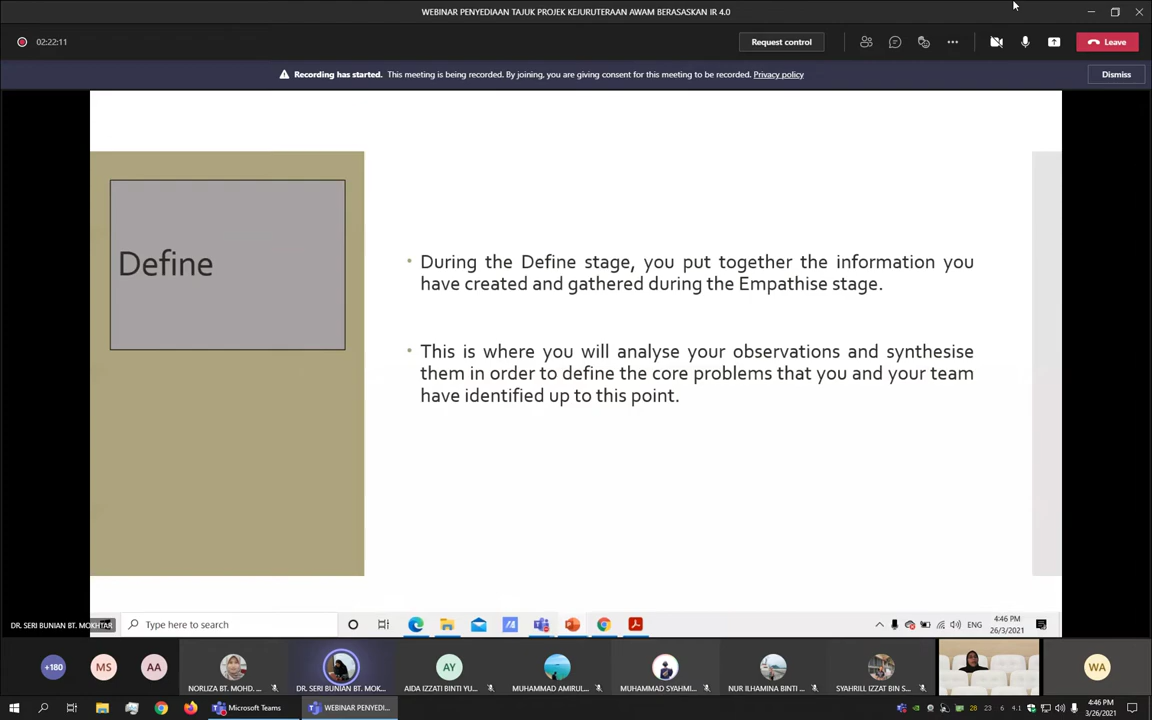 WEBINAR PENYEDIAAN TAJUK PROJEK KEJURUTERAAN AWAM BERASASKAN IR 4.0
02:22:11
Request control
Leave
Recording has started. This meeting is being recorded. By joining, you are giving consent for this meeting to be recorded. Privacy policy
Dismiss
Define
• During the Define stage, you put together the information you
have created and gathered during the Empathise stage.
• This is where you will analyse your observations and synthesise
them in order to define the core problems that you and your team
have identified up to this point.
DR. SERI BUNIAN BT. MOKHTAR
Type here to search
ENG
4:46 PM
26/3/2021
+180
MS
AA
NORLIZA BT. MOHD. ...
DR. SERI BUNIAN BT. MOK...
AY
AIDA IZZATI BINTI YU...
MUHAMMAD AMIRUL...
MUHAMMAD SYAHMI...
NUR ILHAMINA BINTI ...
SYAHRILL IZZAT BIN S...
WA
Microsoft Teams
WEBINAR PENYEDI...
28
23
6
4.1
4:46 PM
3/26/2021